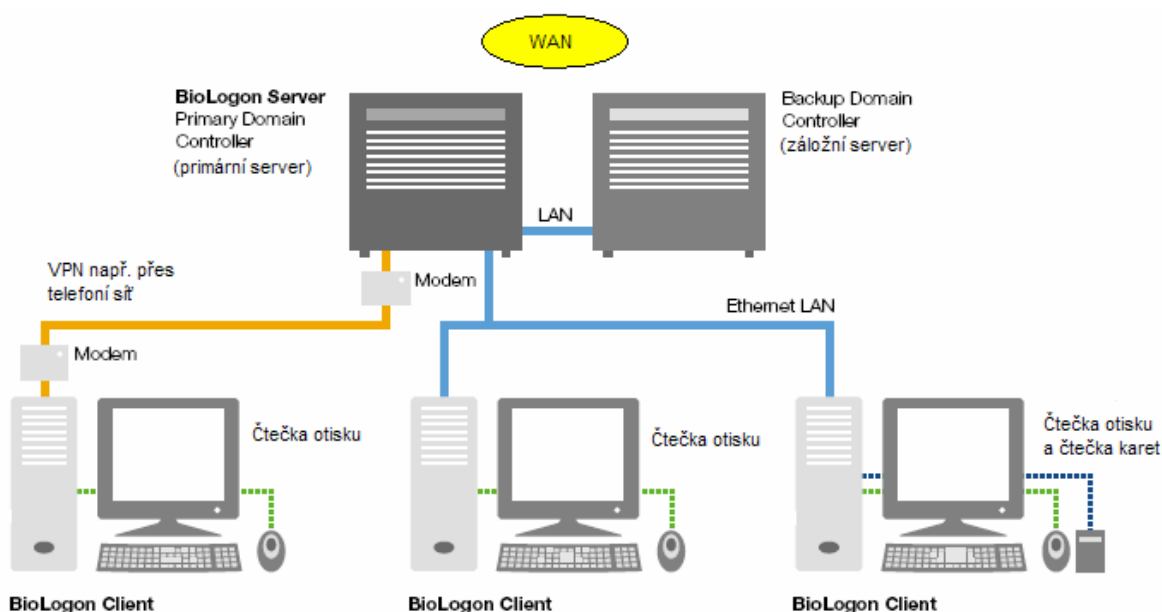 WAN
BioLogon Server
Primary Domain
Controller
(primární server)
Backup Domain
Controller
(záložní server)
LAN
VPN např. přes
telefoní síť
Modem
Ethernet LAN
Modem
Čtečka otisku
Čtečka otisku
Čtečka otisku
a čtečka karet
BioLogon Client
BioLogon Client
BioLogon Client